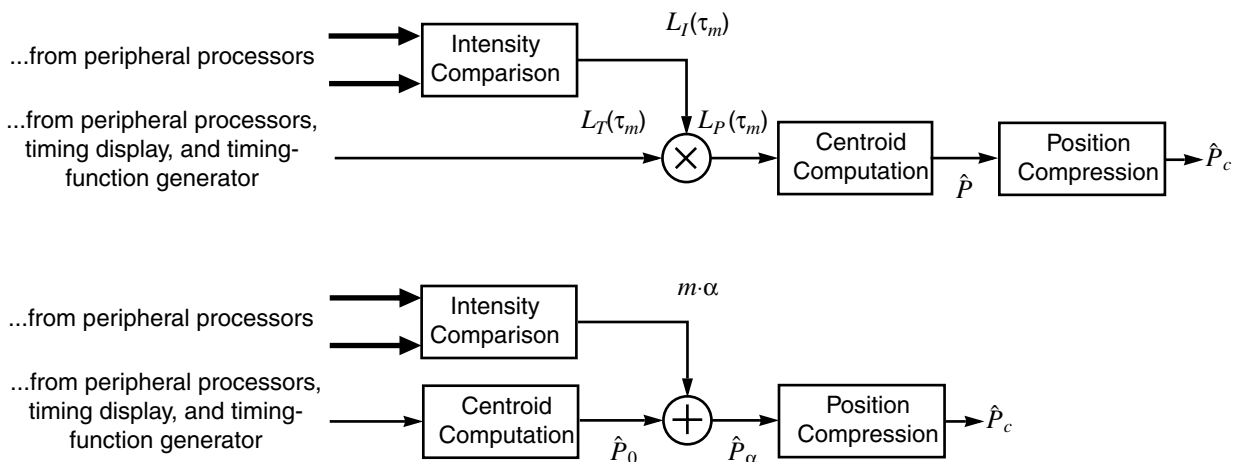 ...from peripheral processors
Intensity
Comparison
L_I(τ_m)
...from peripheral processors,
timing display, and timing-
function generator
L_T(τ_m)
×
L_P(τ_m)
Centroid
Computation
P̂
Position
Compression
P̂_c
...from peripheral processors
Intensity
Comparison
m·α
...from peripheral processors,
timing display, and timing-
function generator
Centroid
Computation
P̂_0
+
P̂_α
Position
Compression
P̂_c